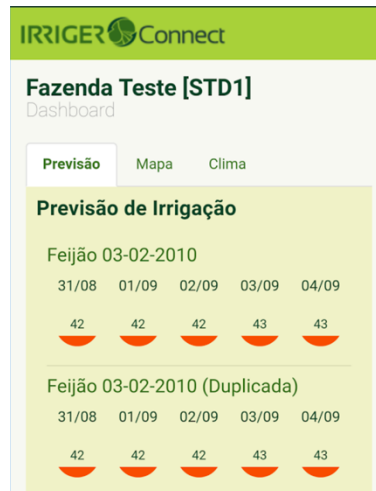 IRRIGER Connect
Fazenda Teste [STD1]
Dashboard
Previsão Mapa Clima
Previsão de Irrigação
Feijão 03-02-2010
31/08 01/09 02/09 03/09 04/09
42 42 42 43 43
Feijão 03-02-2010 (Duplicada)
31/08 01/09 02/09 03/09 04/09
42 42 42 43 43